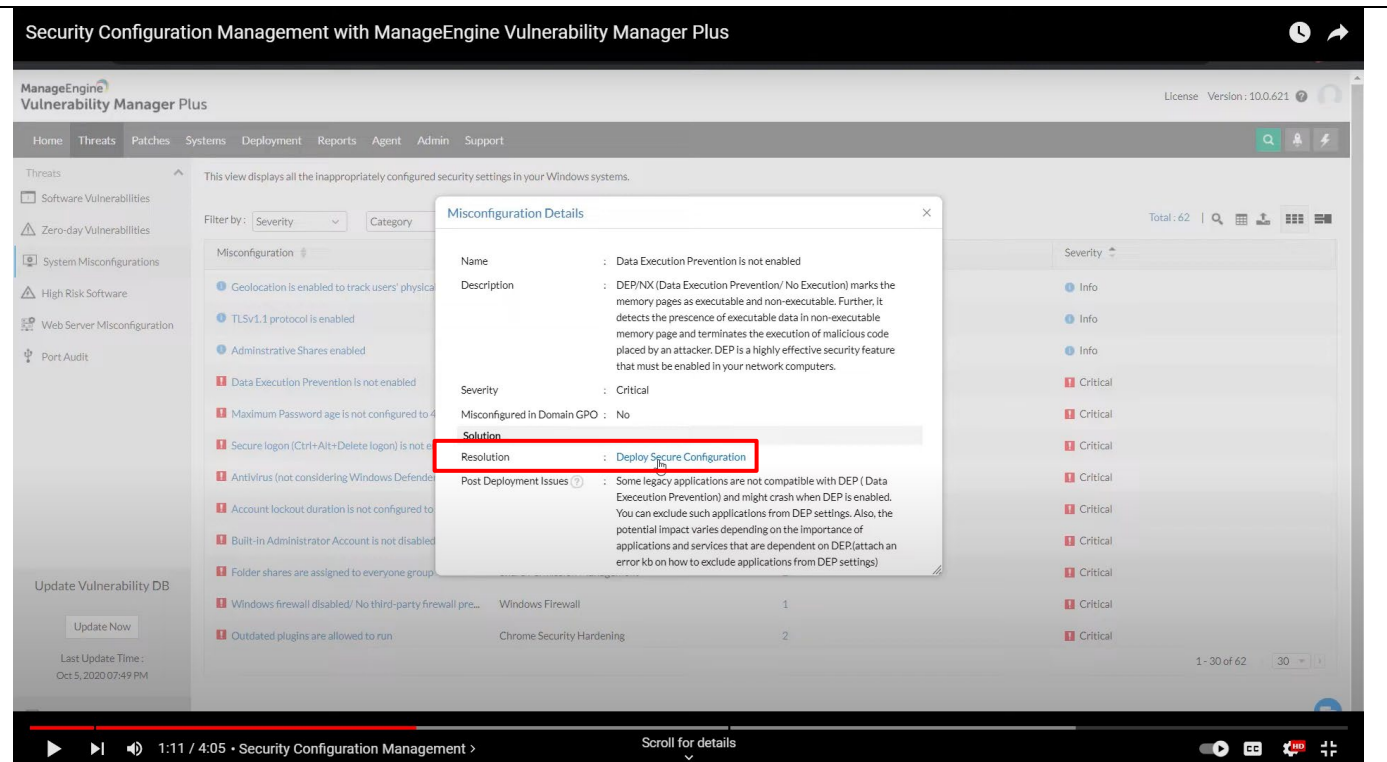 Security Configuration Management with ManageEngine Vulnerability Manager Plus
ManageEngine
Vulnerability Manager Plus
License Version : 10.0.621
Home Threats Patches Systems Deployment Reports Agent Admin Support
Threats
Software Vulnerabilities
Zero-day Vulnerabilities
System Misconfigurations
High Risk Software
Web Server Misconfiguration
Port Audit
This view displays all the inappropriately configured security settings in your Windows systems.
Filter by : Severity Category
Total : 62
Misconfiguration
Severity
Geolocation is enabled to track users' physical
Info
TLSv1.1 protocol is enabled
Info
Adminstrative Shares enabled
Info
Data Execution Prevention is not enabled
Critical
Maximum Password age is not configured to 4
Critical
Secure logon (Ctrl+Alt+Delete logon) is not e
Critical
Antivirus (not considering Windows Defende
Critical
Account lockout duration is not configured to
Critical
Built-in Administrator Account is not disabled
Critical
Folder shares are assigned to everyone group
Critical
Windows firewall disabled/ No third-party firewall pre... Windows Firewall 1 Critical
Outdated plugins are allowed to run Chrome Security Hardening 2 Critical
1 - 30 of 62 30
Misconfiguration Details
Name : Data Execution Prevention is not enabled
Description : DEP/NX (Data Execution Prevention/ No Execution) marks the
memory pages as executable and non-executable. Further, it
detects the prescence of executable data in non-executable
memory page and terminates the execution of malicious code
placed by an attacker. DEP is a highly effective security feature
that must be enabled in your network computers.
Severity : Critical
Misconfigured in Domain GPO : No
Solution
Resolution : Deploy Secure Configuration
Post Deployment Issues ? : Some legacy applications are not compatible with DEP ( Data
Exeecution Prevention) and might crash when DEP is enabled.
You can exclude such applications from DEP settings. Also, the
potential impact varies depending on the importance of
applications and services that are dependent on DEP.(attach an
error kb on how to exclude applications from DEP settings)
Update Vulnerability DB
Update Now
Last Update Time :
Oct 5, 2020 07:49 PM
1:11 / 4:05 • Security Configuration Management >
Scroll for details
CC
HD